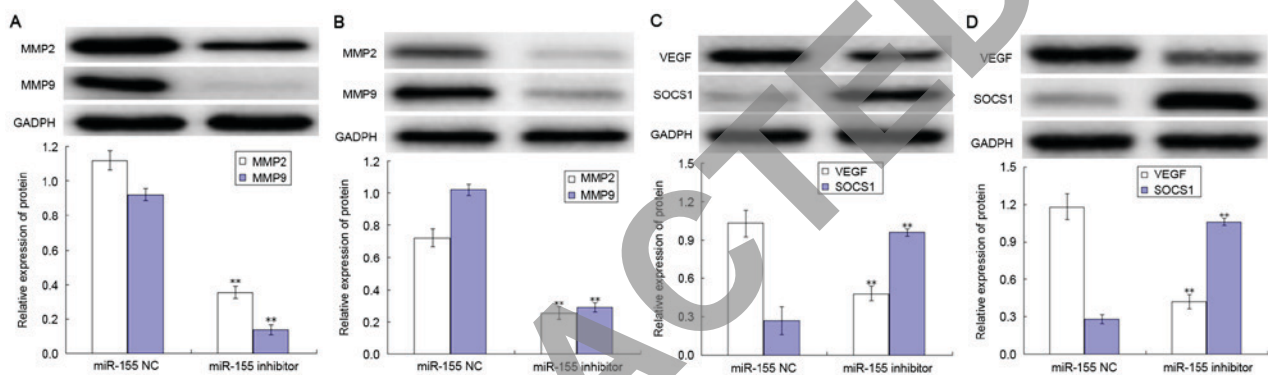 A
MMP2
MMP9
GADPH
Relative expression of protein
1.2
1.0
0.8
0.6
0.4
0.2
0.0
MMP2
MMP9
**
**
miR-155 NC
miR-155 inhibitor
B
MMP2
MMP9
GADPH
Relative expression of protein
1.2
1.0
0.8
0.6
0.4
0.2
0.0
MMP2
MMP9
**
**
miR-155 NC
miR-155 inhibitor
C
VEGF
SOCS1
GADPH
Relative expression of protein
1.5
1.2
0.9
0.6
0.3
0.0
VEGF
SOCS1
**
**
miR-155 NC
miR-155 inhibitor
D
VEGF
SOCS1
GADPH
Relative expression of protein
1.5
1.2
0.9
0.6
0.3
0.0
VEGF
SOCS1
**
**
miR-155 NC
miR-155 inhibitor
ACTED